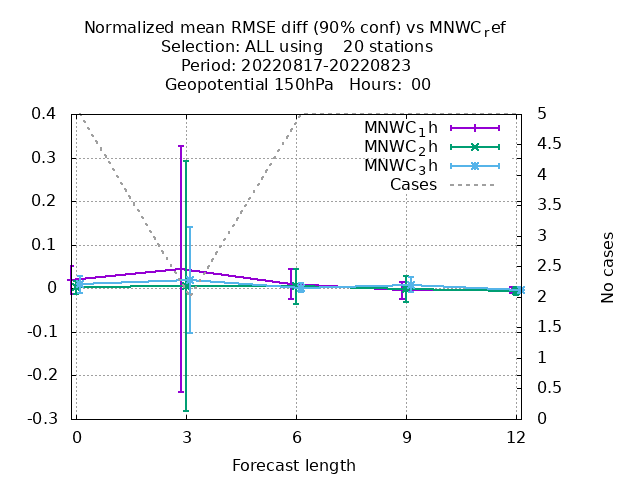 Normalized mean RMSE diff (90% conf) vs MNWC_ref
Selection: ALL using    20 stations
Period: 20220817-20220823
Geopotential 150hPa   Hours:  00
MNWC_1h
MNWC_2h
MNWC_3h
Cases
0.4
0.3
0.2
0.1
0
-0.1
-0.2
-0.3
5
4.5
4
3.5
3
2.5
2
1.5
1
0.5
0
No cases
0 3 6 9 12
Forecast length